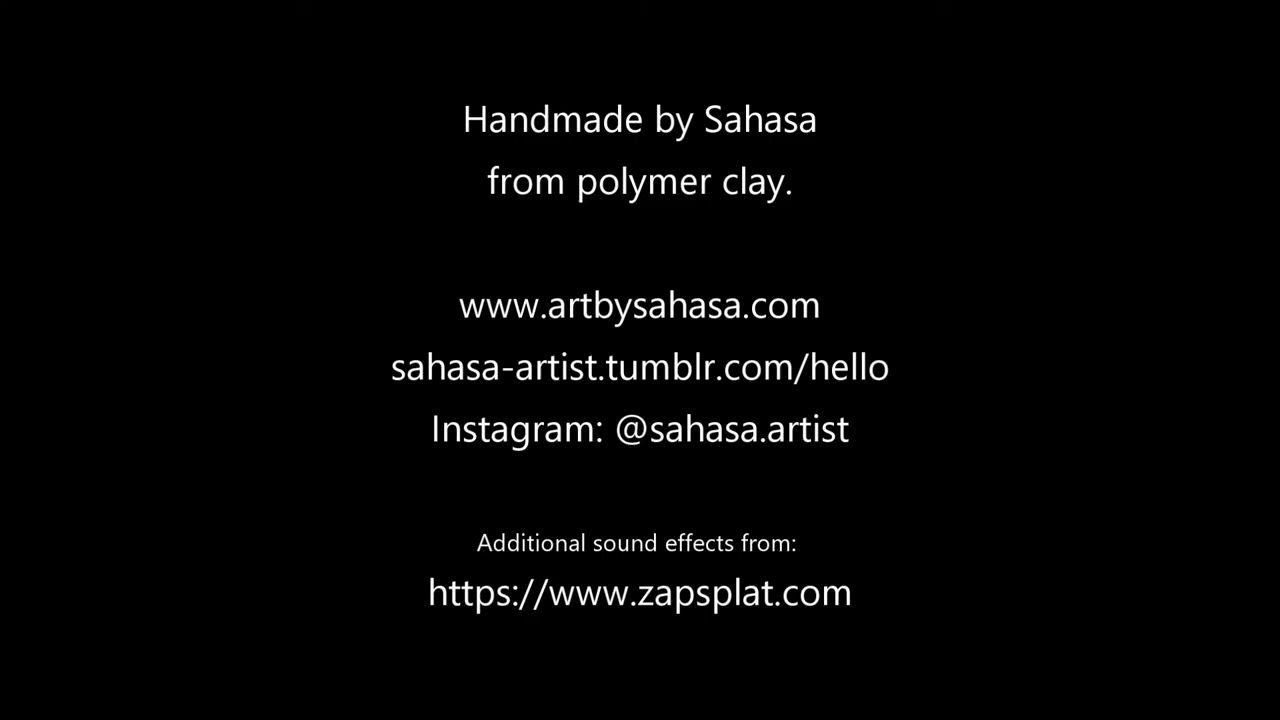 Handmade by Sahasa
from polymer clay.
www.artbysahasa.com
sahasa-artist.tumblr.com/hello
Instagram: @sahasa.artist
Additional sound effects from:
https://www.zapsplat.com